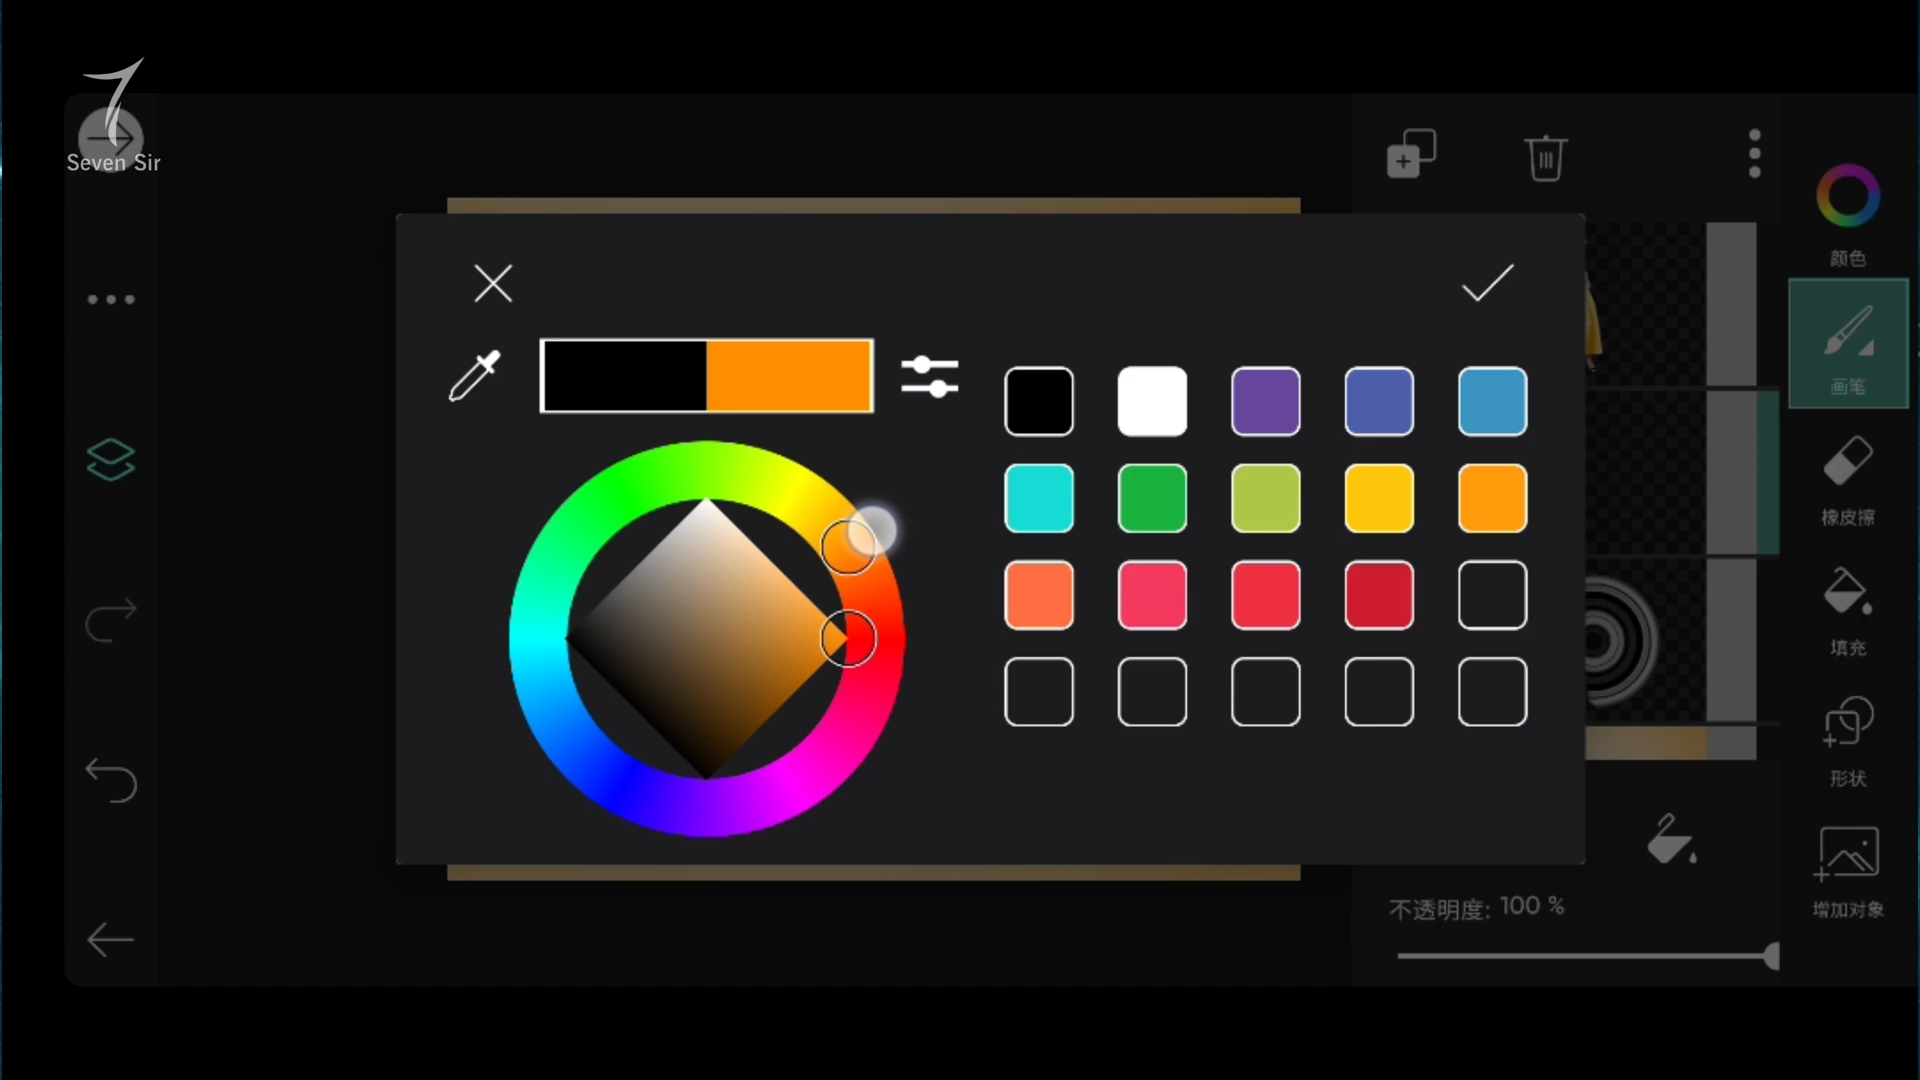 Seven Sir
颜色
画笔
橡皮擦
填充
形状
增加对象
不透明度: 100 %